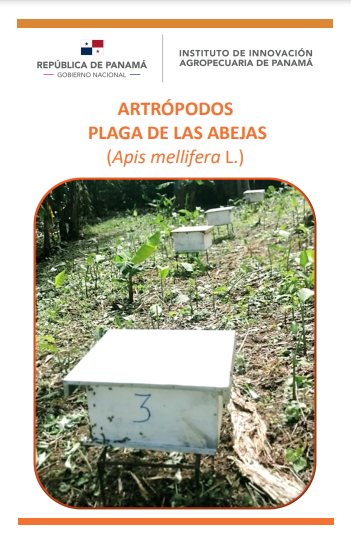 REPÚBLICA DE PANAMÁ
GOBIERNO NACIONAL
INSTITUTO DE INNOVACIÓN
AGROPECUARIA DE PANAMÁ
ARTRÓPODOS
PLAGA DE LAS ABEJAS
(Apis mellifera L.)
3